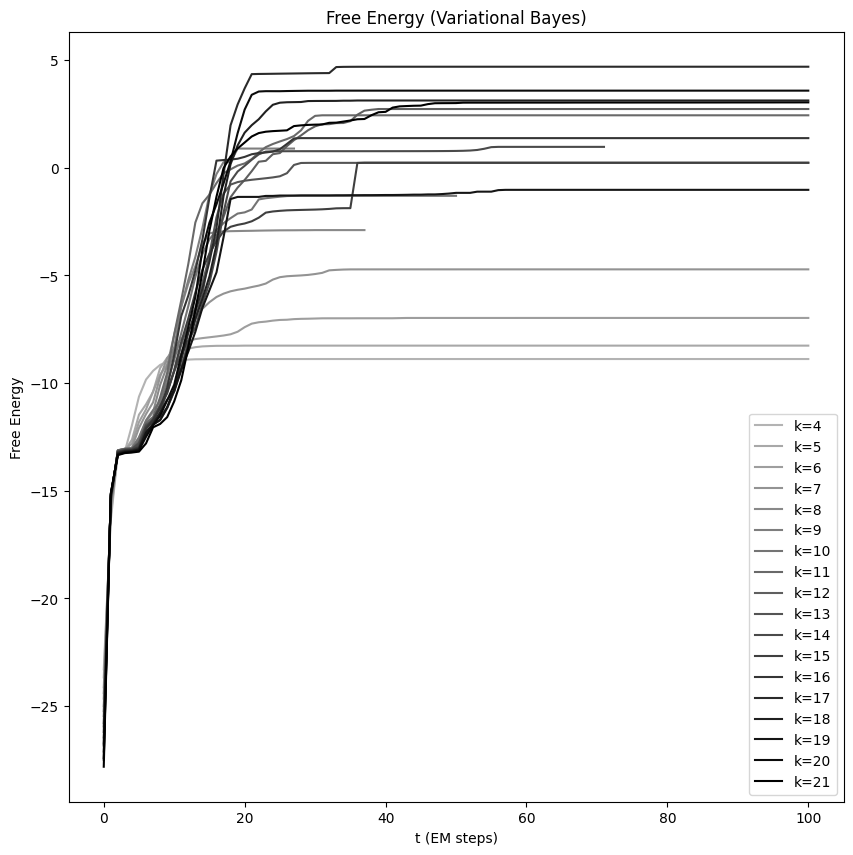 Free Energy (Variational Bayes)
5
0
−5
−10
−15
−20
−25
Free Energy
0 20 40 60 80 100
t (EM steps)
k=4
k=5
k=6
k=7
k=8
k=9
k=10
k=11
k=12
k=13
k=14
k=15
k=16
k=17
k=18
k=19
k=20
k=21